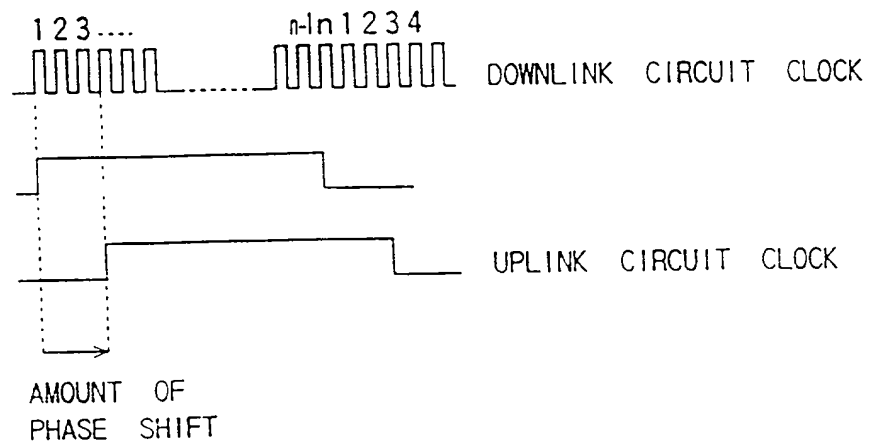 1 2 3 .... n-1 n 1 2 3 4
DOWNLINK CIRCUIT CLOCK
UPLINK CIRCUIT CLOCK
AMOUNT OF
PHASE SHIFT